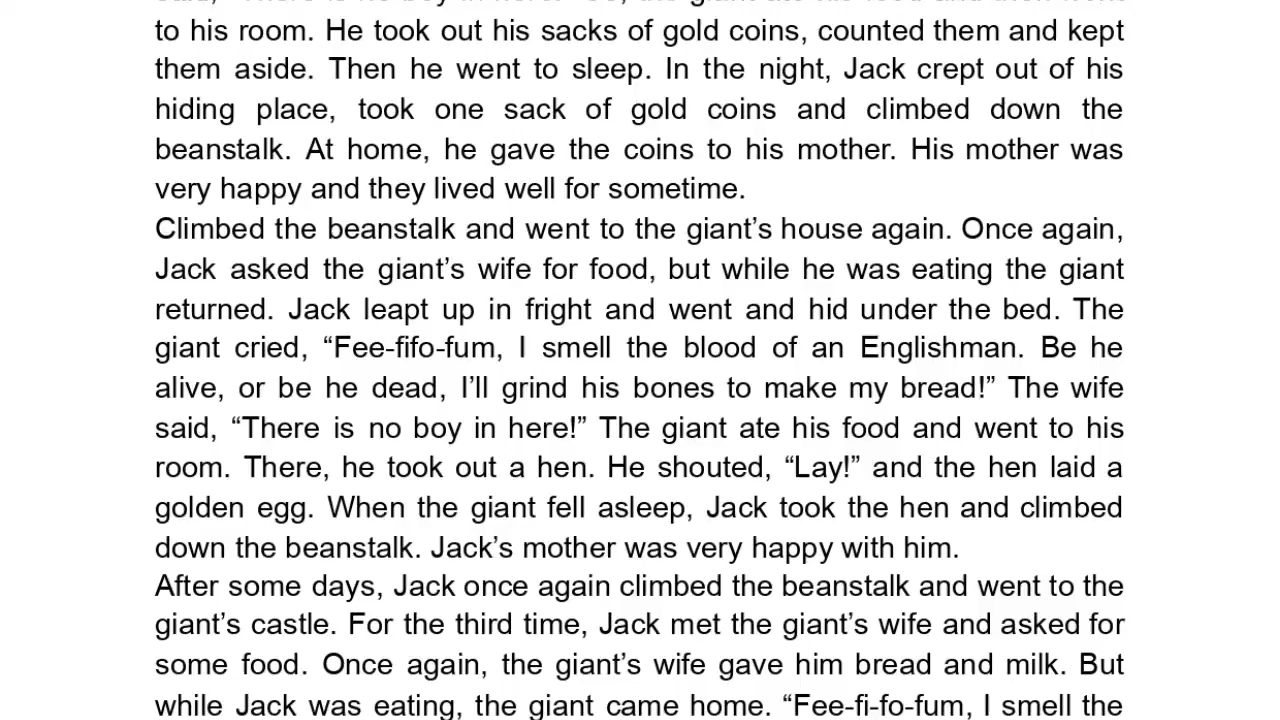 to his room. He took out his sacks of gold coins, counted them and kept
them aside. Then he went to sleep. In the night, Jack crept out of his
hiding place, took one sack of gold coins and climbed down the
beanstalk. At home, he gave the coins to his mother. His mother was
very happy and they lived well for sometime.
Climbed the beanstalk and went to the giant’s house again. Once again,
Jack asked the giant’s wife for food, but while he was eating the giant
returned. Jack leapt up in fright and went and hid under the bed. The
giant cried, “Fee-fifo-fum, I smell the blood of an Englishman. Be he
alive, or be he dead, I’ll grind his bones to make my bread!” The wife
said, “There is no boy in here!” The giant ate his food and went to his
room. There, he took out a hen. He shouted, “Lay!” and the hen laid a
golden egg. When the giant fell asleep, Jack took the hen and climbed
down the beanstalk. Jack’s mother was very happy with him.
After some days, Jack once again climbed the beanstalk and went to the
giant’s castle. For the third time, Jack met the giant’s wife and asked for
some food. Once again, the giant’s wife gave him bread and milk. But
while Jack was eating, the giant came home. “Fee-fi-fo-fum, I smell the